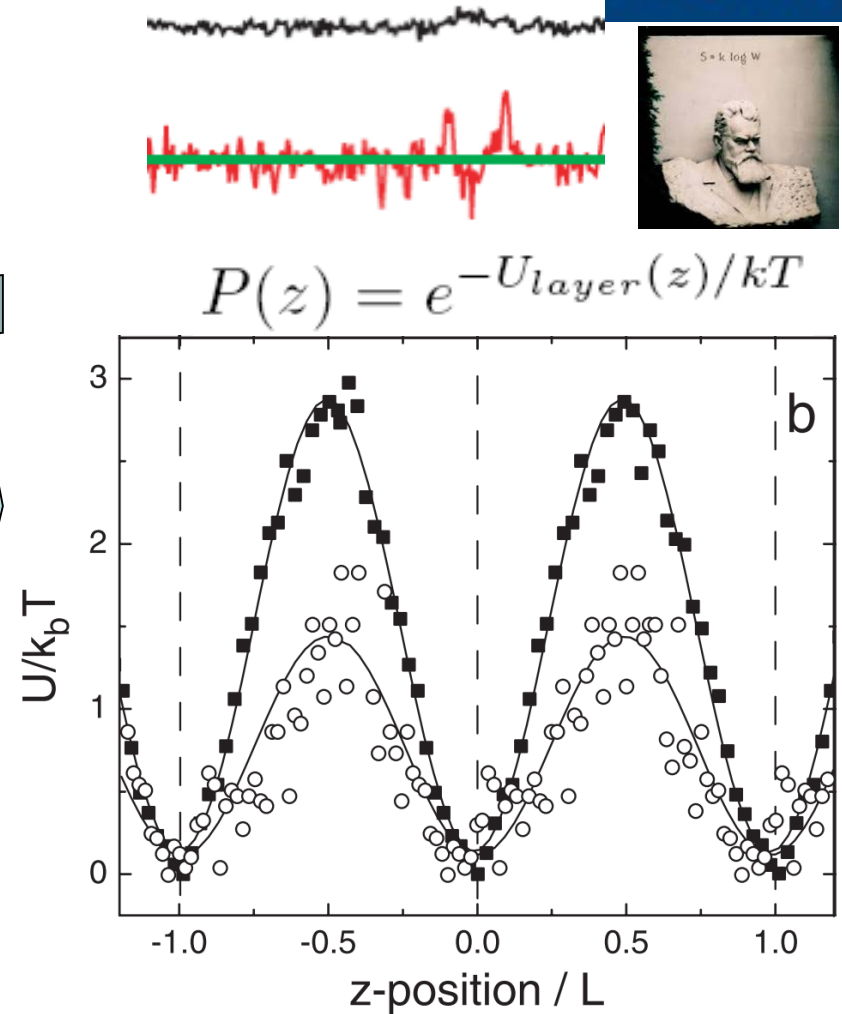 S = k log W
P(z) = e^{-U_{layer}(z)/kT}
b
3
2
1
0
U/k_bT
-1.0 -0.5 0.0 0.5 1.0
z-position / L